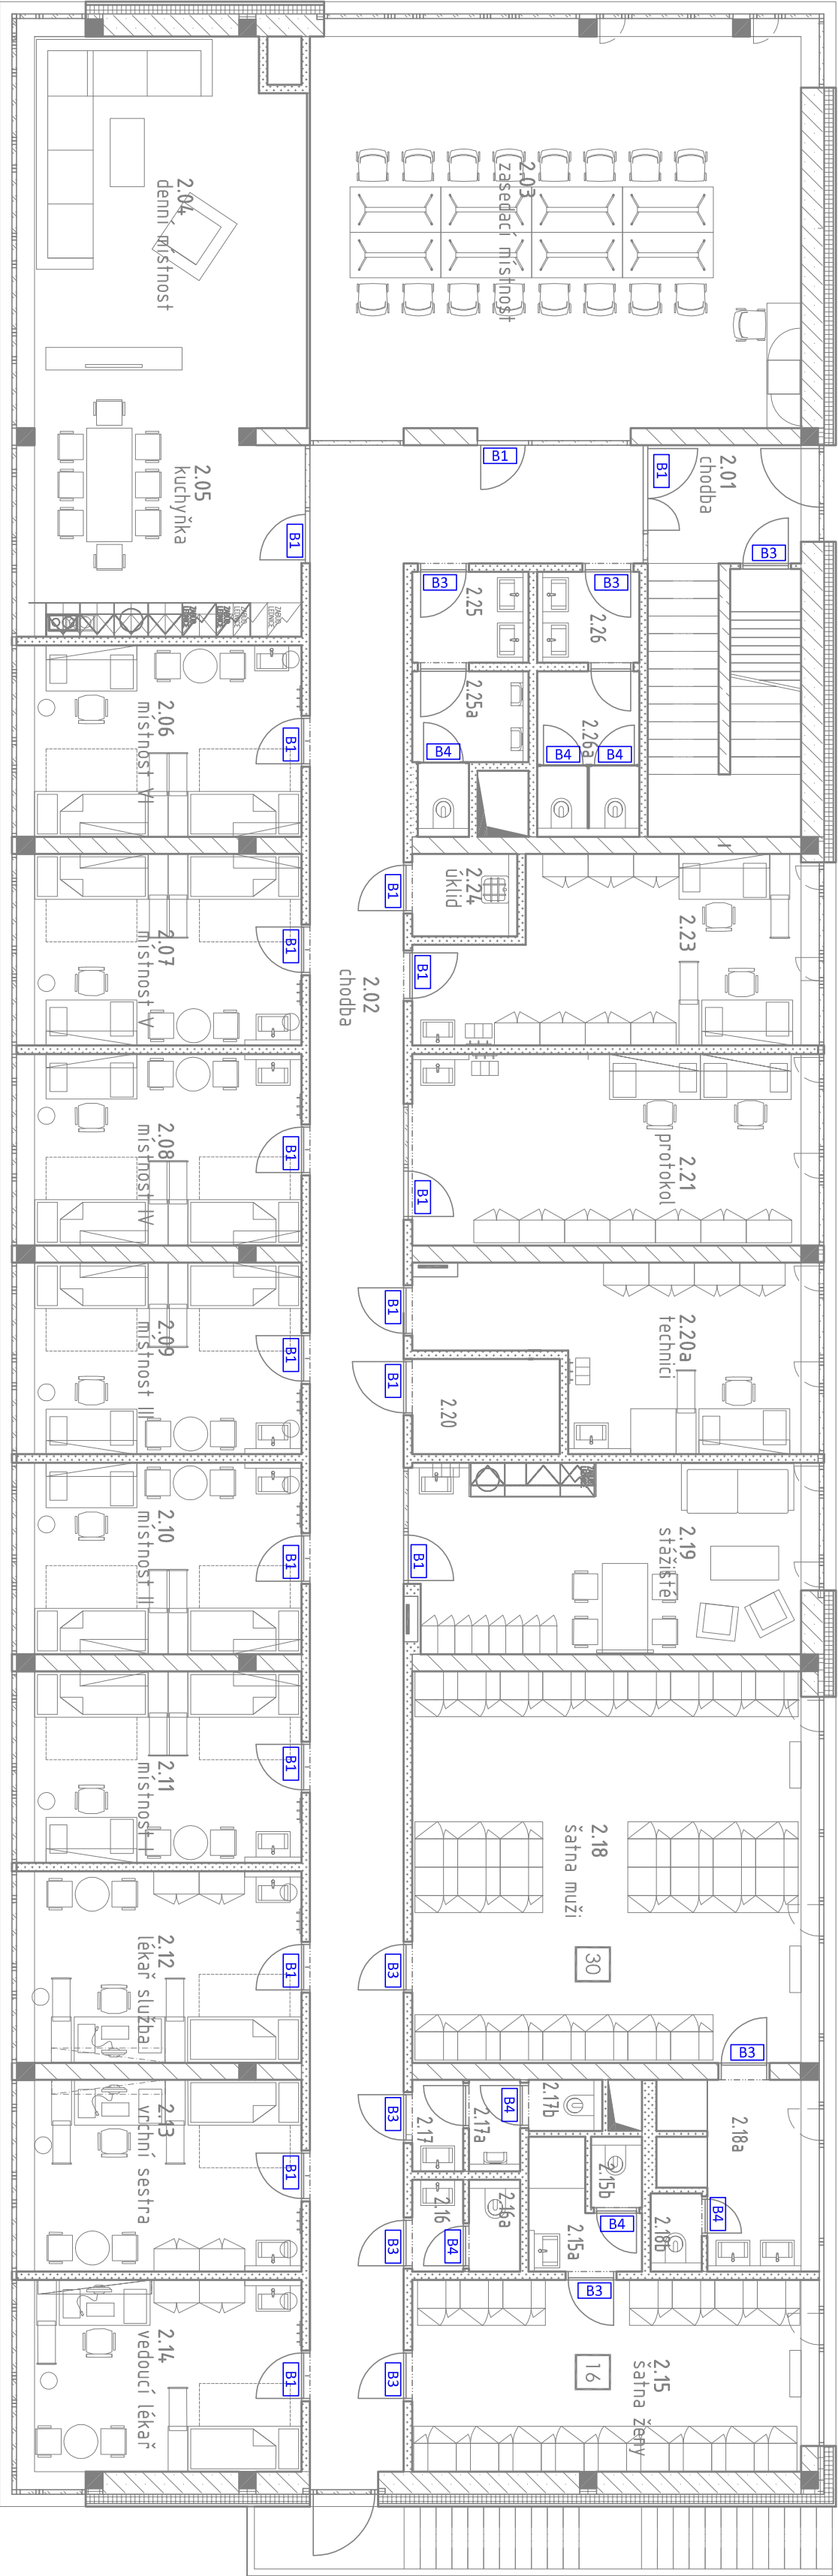 2.04
denní místnost
2.03
zasedací místnost
B1
2.01
chodba
B1
B3
2.05
kuchyňka
B1
B3
2.25
B3
2.26
2.25a
B4
2.26a
B4
B4
2.06
místnost VI
B1
2.24
úklid
B1
2.23
B1
2.07
místnost V
B1
2.02
chodba
2.08
místnost IV
B1
2.21
protokol
B1
2.09
místnost III
B1
B1
2.20a
technici
B1
2.20
2.10
místnost II
B1
2.19
stážisté
B1
2.11
místnost I
B1
2.18
šatna muži
30
B3
B3
2.12
lékař služba
B1
2.13
vrchní sestra
B1
B3
2.17
2.17a
B4
2.17b
2.18a
2.15b
B4
2.18b
B4
2.16
B4
2.16a
2.15a
B3
B3
2.14
vedoucí lékař
B1
B3
16
2.15
šatna ženy